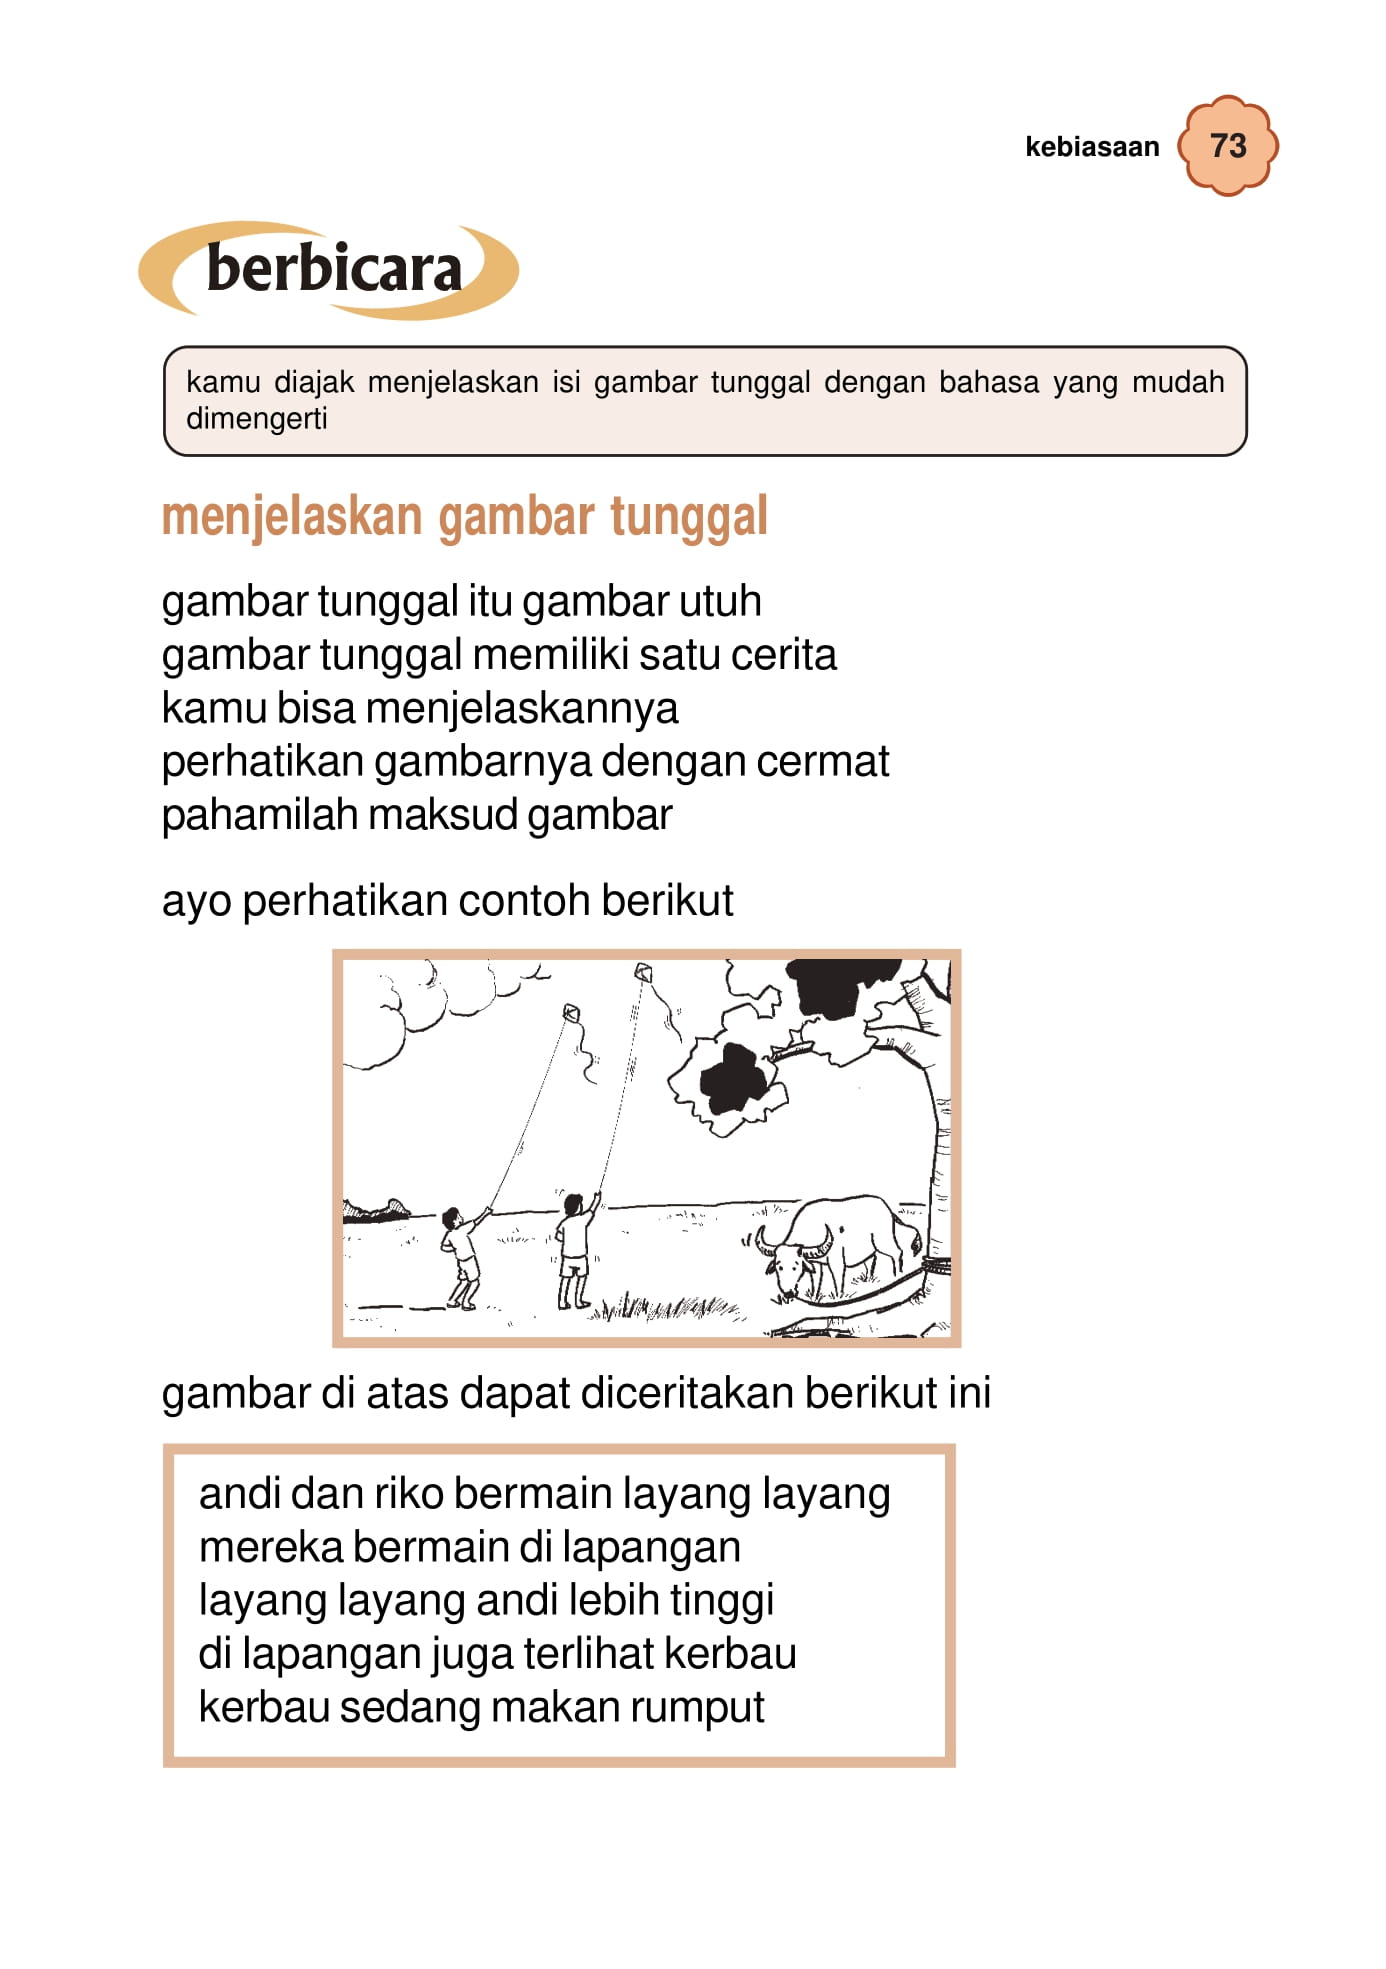 kebiasaan 73
berbicara
kamu diajak menjelaskan isi gambar tunggal dengan bahasa yang mudah
dimengerti
menjelaskan gambar tunggal
gambar tunggal itu gambar utuh
gambar tunggal memiliki satu cerita
kamu bisa menjelaskannya
perhatikan gambarnya dengan cermat
pahamilah maksud gambar
ayo perhatikan contoh berikut
gambar di atas dapat diceritakan berikut ini
andi dan riko bermain layang layang
mereka bermain di lapangan
layang layang andi lebih tinggi
di lapangan juga terlihat kerbau
kerbau sedang makan rumput